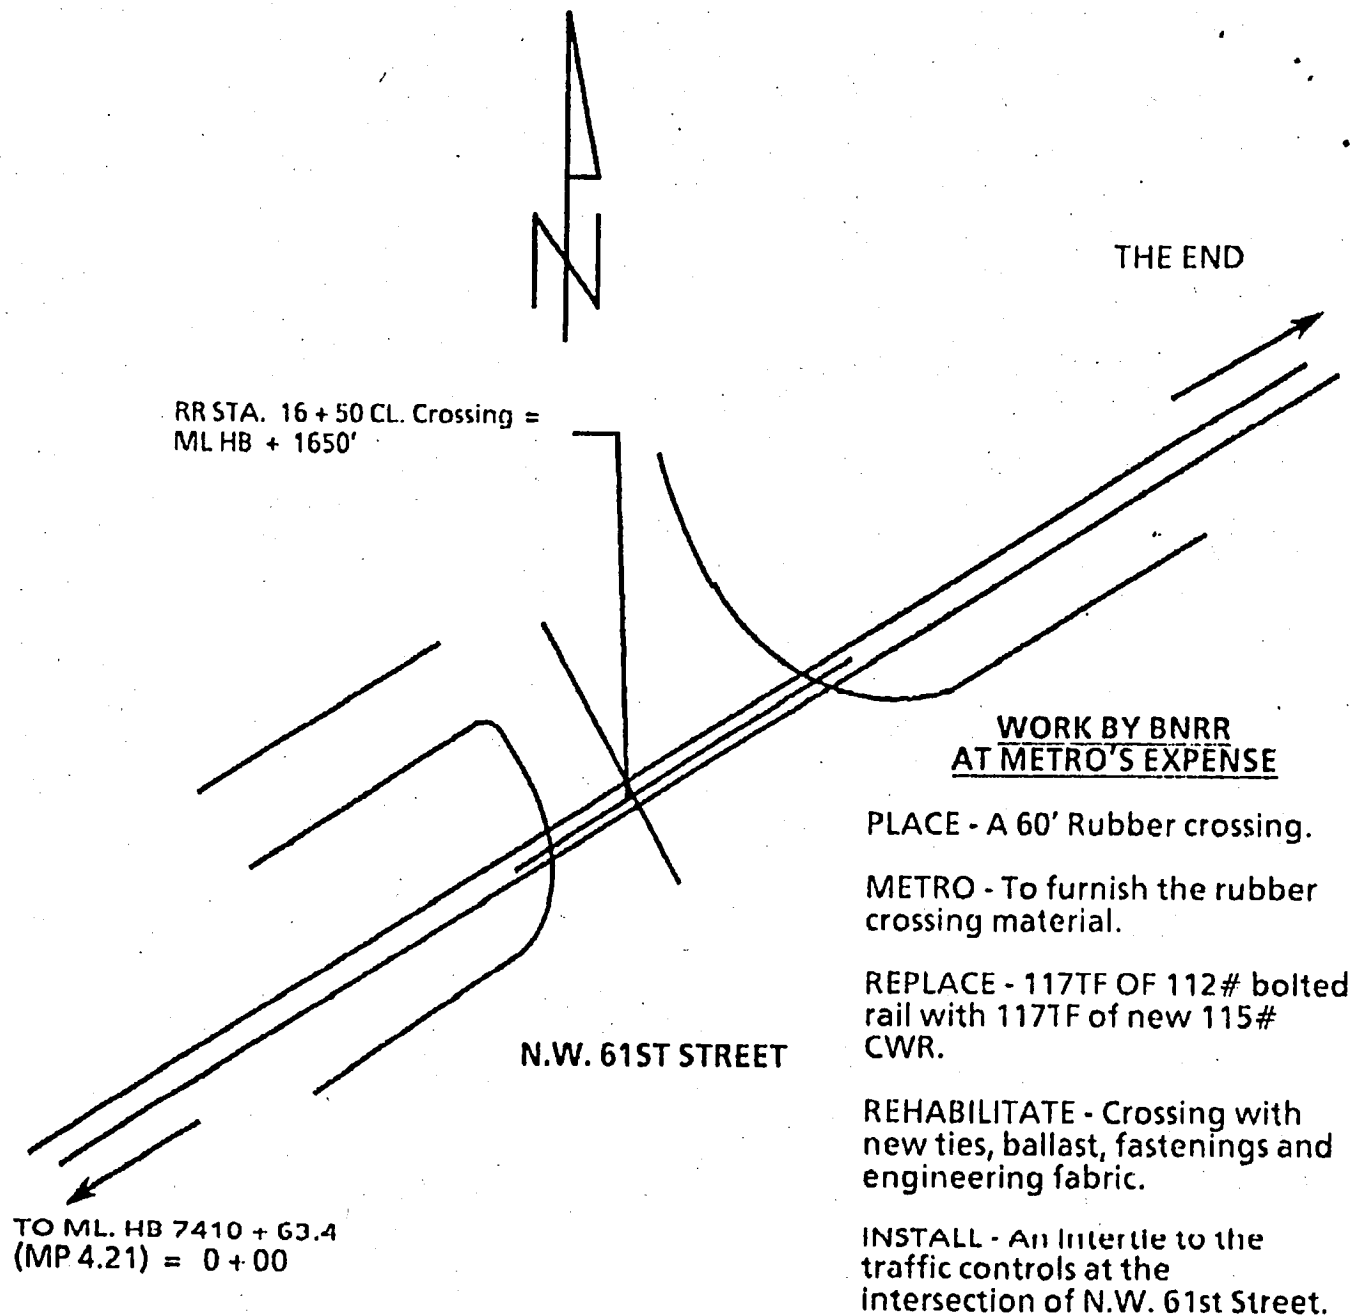 N
THE END
RR STA. 16 + 50 CL. Crossing =
ML HB + 1650'
WORK BY BNRR
AT METRO'S EXPENSE
PLACE - A 60' Rubber crossing.
METRO - To furnish the rubber
crossing material.
REPLACE - 117TF OF 112# bolted
rail with 117TF of new 115#
CWR.
N.W. 61ST STREET
REHABILITATE - Crossing with
new ties, ballast, fastenings and
engineering fabric.
INSTALL - An Intertie to the
traffic controls at the
intersection of N.W. 61st Street.
TO ML. HB 7410 + 63.4
(MP 4.21) = 0 + 00